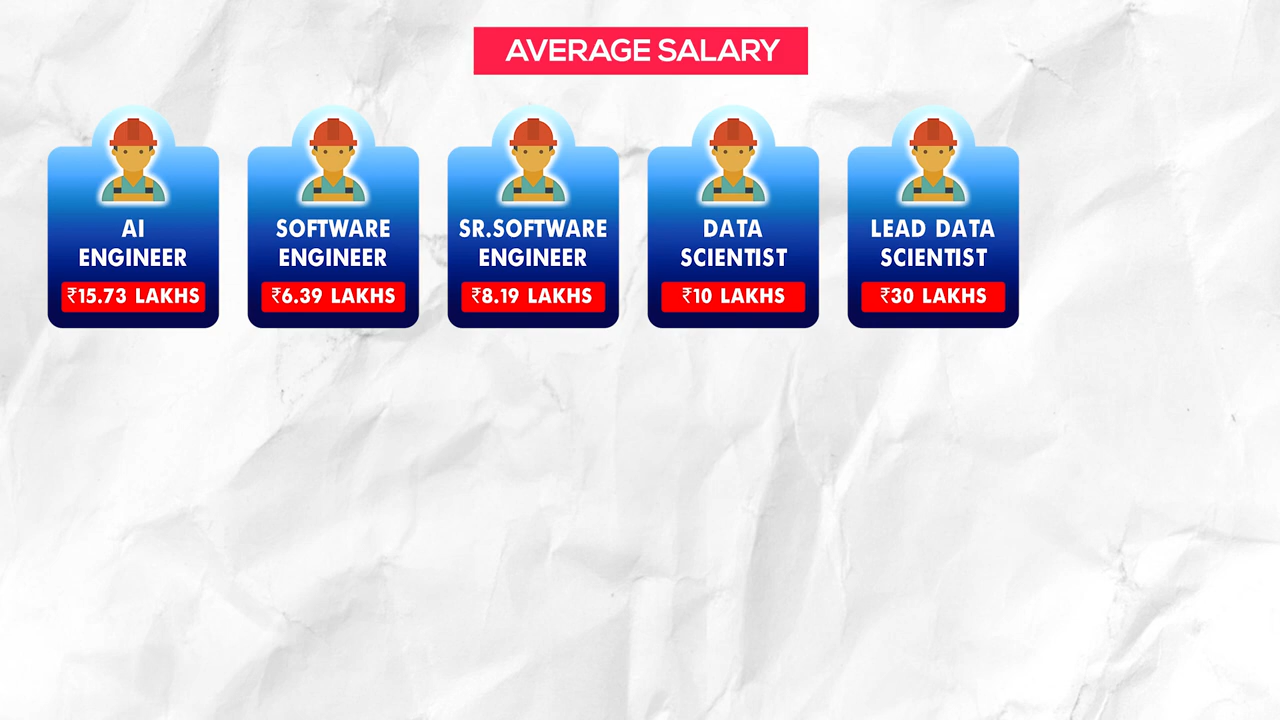 AVERAGE SALARY
AI
ENGINEER
₹15.73 LAKHS
SOFTWARE
ENGINEER
₹6.39 LAKHS
SR.SOFTWARE
ENGINEER
₹8.19 LAKHS
DATA
SCIENTIST
₹10 LAKHS
LEAD DATA
SCIENTIST
₹30 LAKHS